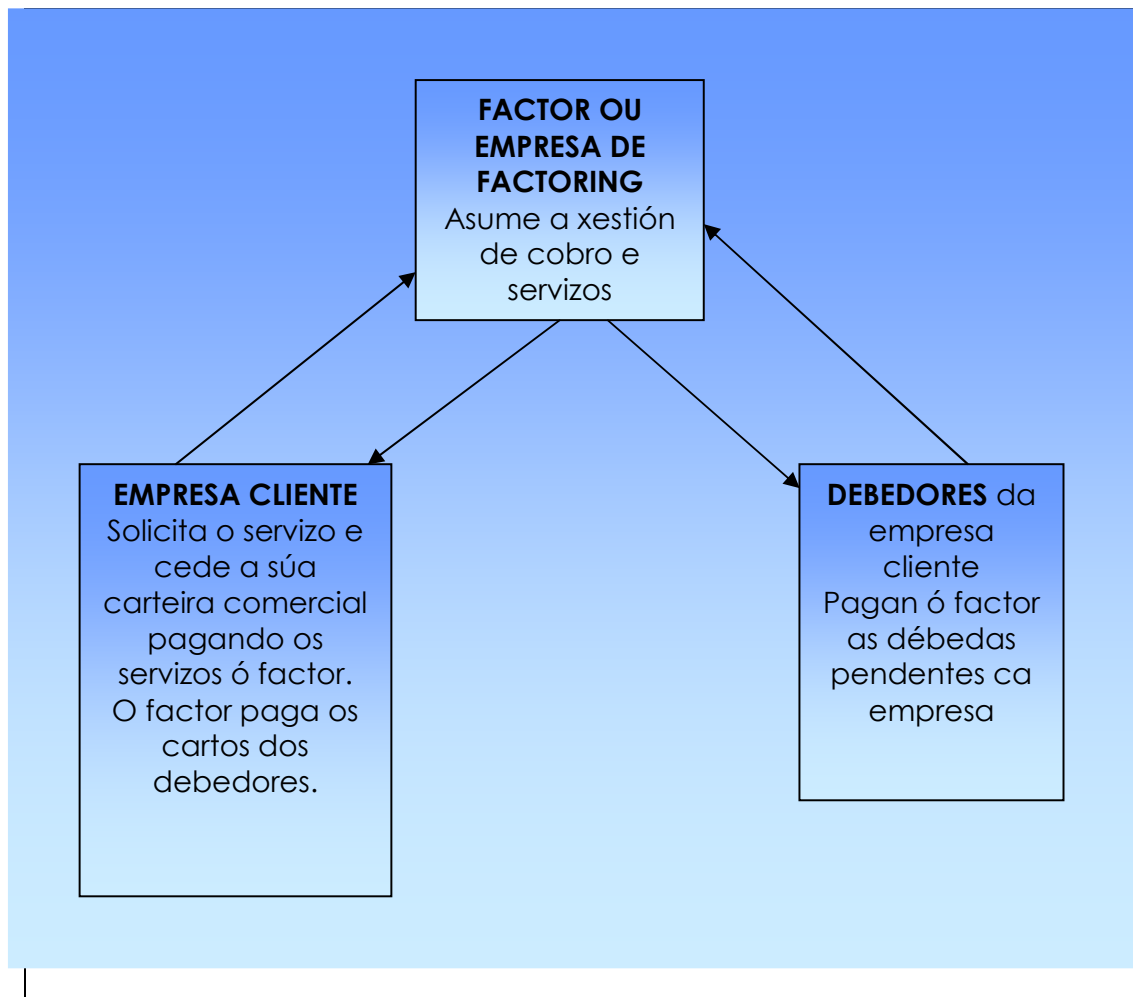 FACTOR OU
EMPRESA DE
FACTORING
Asume a xestión
de cobro e
servizos
EMPRESA CLIENTE
Solicita o servizo e
cede a súa
carteira comercial
pagando os
servizos ó factor.
O factor paga os
cartos dos
debedores.
DEBEDORES da
empresa
cliente
Pagan ó factor
as débedas
pendentes ca
empresa